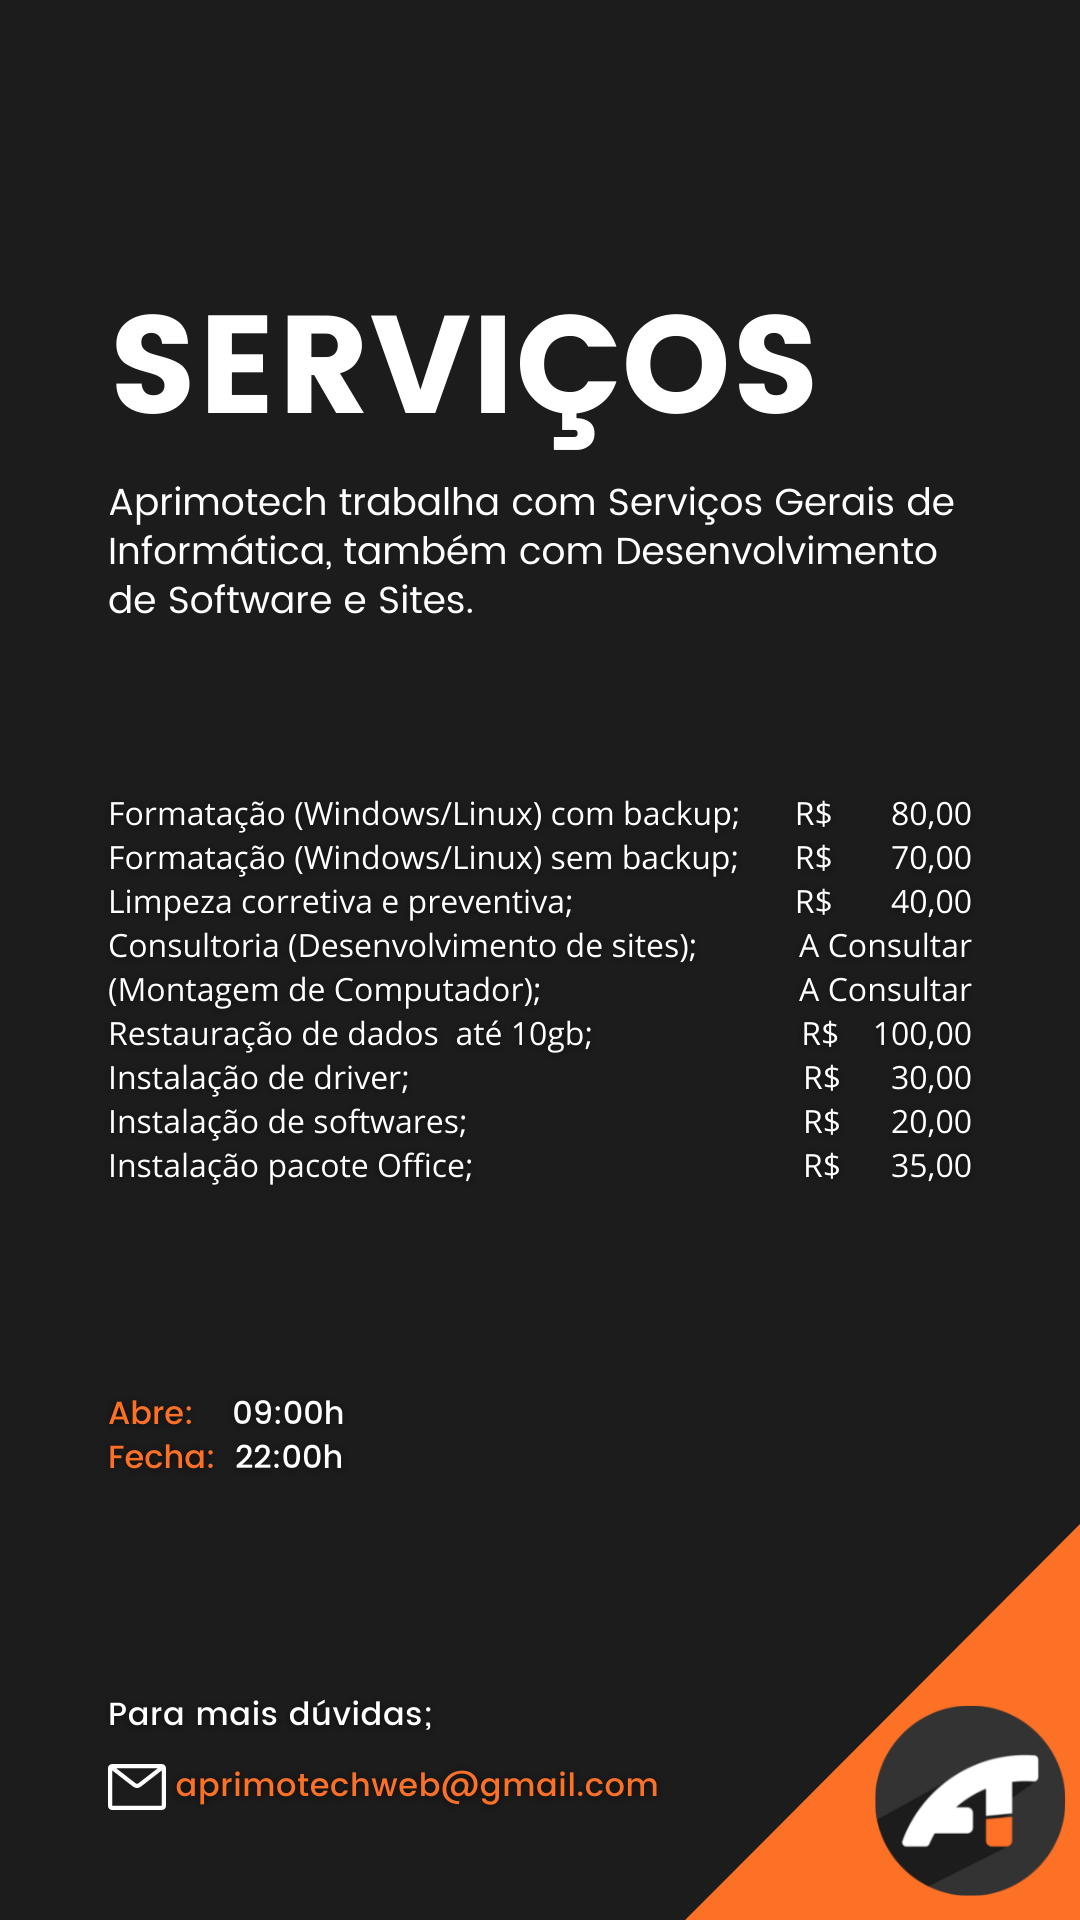 SERVIÇOS
Aprimotech trabalha com Serviços Gerais de
Informática, também com Desenvolvimento
de Software e Sites.
Formatação (Windows/Linux) com backup; R$ 80,00
Formatação (Windows/Linux) sem backup; R$ 70,00
Limpeza corretiva e preventiva; R$ 40,00
Consultoria (Desenvolvimento de sites); A Consultar
(Montagem de Computador); A Consultar
Restauração de dados até 10gb; R$ 100,00
Instalação de driver; R$ 30,00
Instalação de softwares; R$ 20,00
Instalação pacote Office; R$ 35,00
Abre: 09:00h
Fecha: 22:00h
Para mais dúvidas;
aprimotechweb@gmail.com
AT